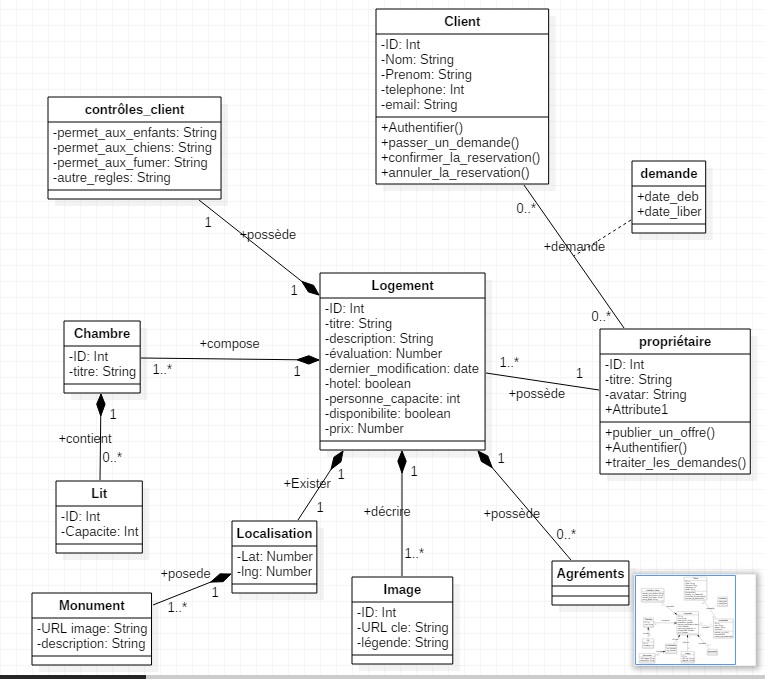 Client
-ID: Int
-Nom: String
-Prenom: String
-telephone: Int
-email: String
+Authentifier()
+passer_un_demande()
+confirmer_la_reservation()
+annuler_la_reservation()
contrôles_client
-permet_aux_enfants: String
-permet_aux_chiens: String
-permet_aux_fumer: String
-autre_regles: String
demande
+date_deb
+date_liber
0..*
+demande
0..*
1
+possède
1
Logement
-ID: Int
-titre: String
-description: String
-évaluation: Number
-dernier_modification: date
-hotel: boolean
-personne_capacite: int
-disponibilite: boolean
-prix: Number
Chambre
-ID: Int
-titre: String
+compose
1..*
1
propriétaire
-ID: Int
-titre: String
-avatar: String
+Attribute1
+publier_un_offre()
+Authentifier()
+traiter_les_demandes()
1..*
1
+possède
1
+contient
0..*
Lit
-ID: Int
-Capacite: Int
1
+Exister
1
1
+décrire
1..*
1
+possède
0..*
Localisation
-Lat: Number
-lng: Number
+posede
1
1..*
Monument
-URL image: String
-description: String
Image
-ID: Int
-URL cle: String
-légende: String
Agréments